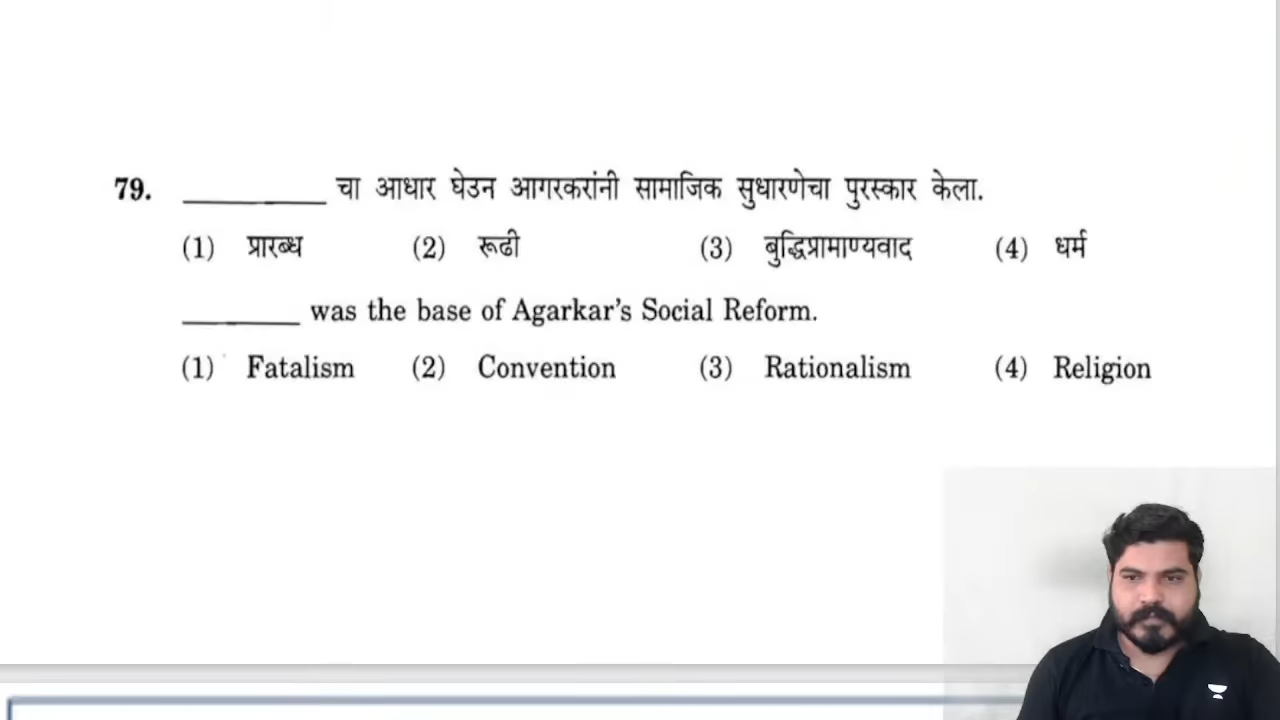 79. ________ चा आधार घेउन आगरकरांनी सामाजिक सुधारणेचा पुरस्कार केला.
(1) प्रारब्ध (2) रूढी (3) बुद्धिप्रामाण्यवाद (4) धर्म
________ was the base of Agarkar's Social Reform.
(1) Fatalism (2) Convention (3) Rationalism (4) Religion